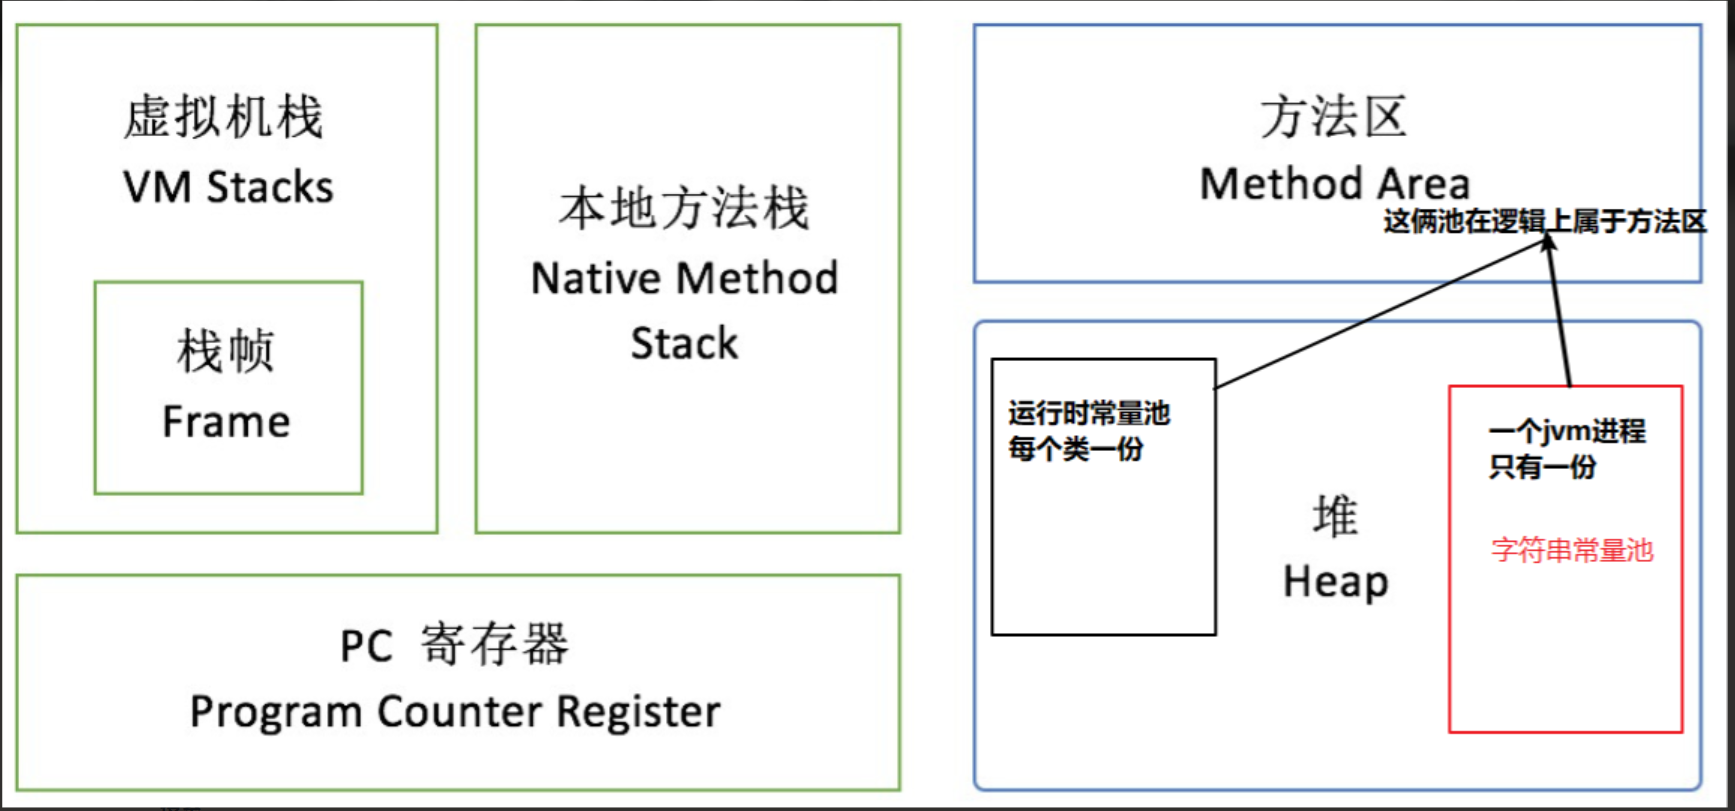 虚拟机栈
VM Stacks
栈帧
Frame
本地方法栈
Native Method
Stack
PC 寄存器
Program Counter Register
方法区
Method Area
这俩池在逻辑上属于方法区
运行时常量池
每个类一份
堆
Heap
一个jvm进程
只有一份
字符串常量池